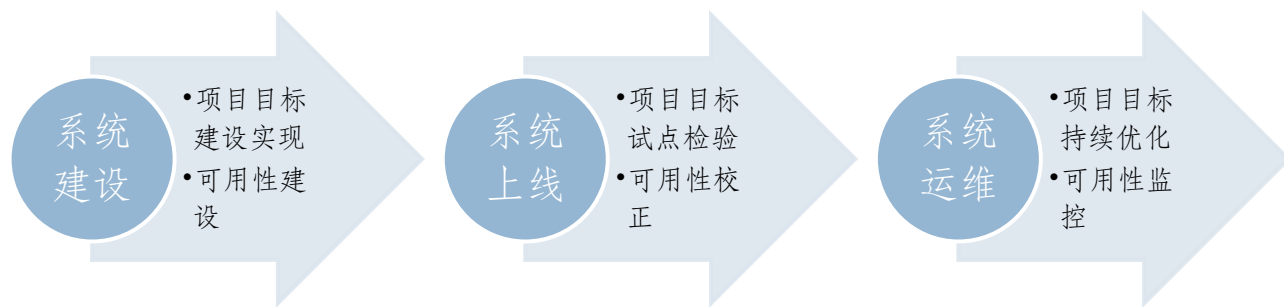 系统
建设
•项目目标
建设实现
•可用性建
设
系统
上线
•项目目标
试点检验
•可用性校
正
系统
运维
•项目目标
持续优化
•可用性监
控